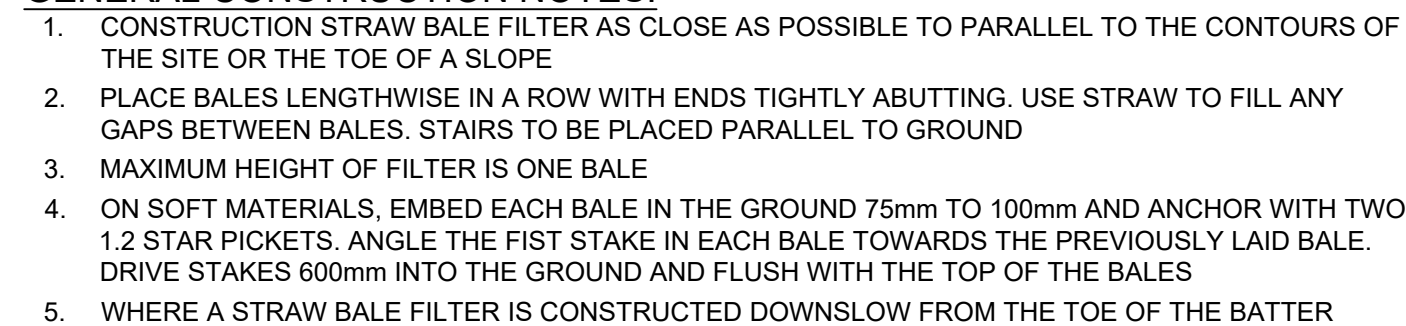 GENERAL CONSTRUCTION NOTES:
1. CONSTRUCTION STRAW BALE FILTER AS CLOSE AS POSSIBLE TO PARALLEL TO THE CONTOURS OF
THE SITE OR THE TOE OF A SLOPE
2. PLACE BALES LENGTHWISE IN A ROW WITH ENDS TIGHTLY ABUTTING. USE STRAW TO FILL ANY
GAPS BETWEEN BALES. STAIRS TO BE PLACED PARALLEL TO GROUND
3. MAXIMUM HEIGHT OF FILTER IS ONE BALE
4. ON SOFT MATERIALS, EMBED EACH BALE IN THE GROUND 75mm TO 100mm AND ANCHOR WITH TWO
1.2 STAR PICKETS. ANGLE THE FIST STAKE IN EACH BALE TOWARDS THE PREVIOUSLY LAID BALE.
DRIVE STAKES 600mm INTO THE GROUND AND FLUSH WITH THE TOP OF THE BALES
5. WHERE A STRAW BALE FILTER IS CONSTRUCTED DOWNSLOW FROM THE TOE OF THE BATTER